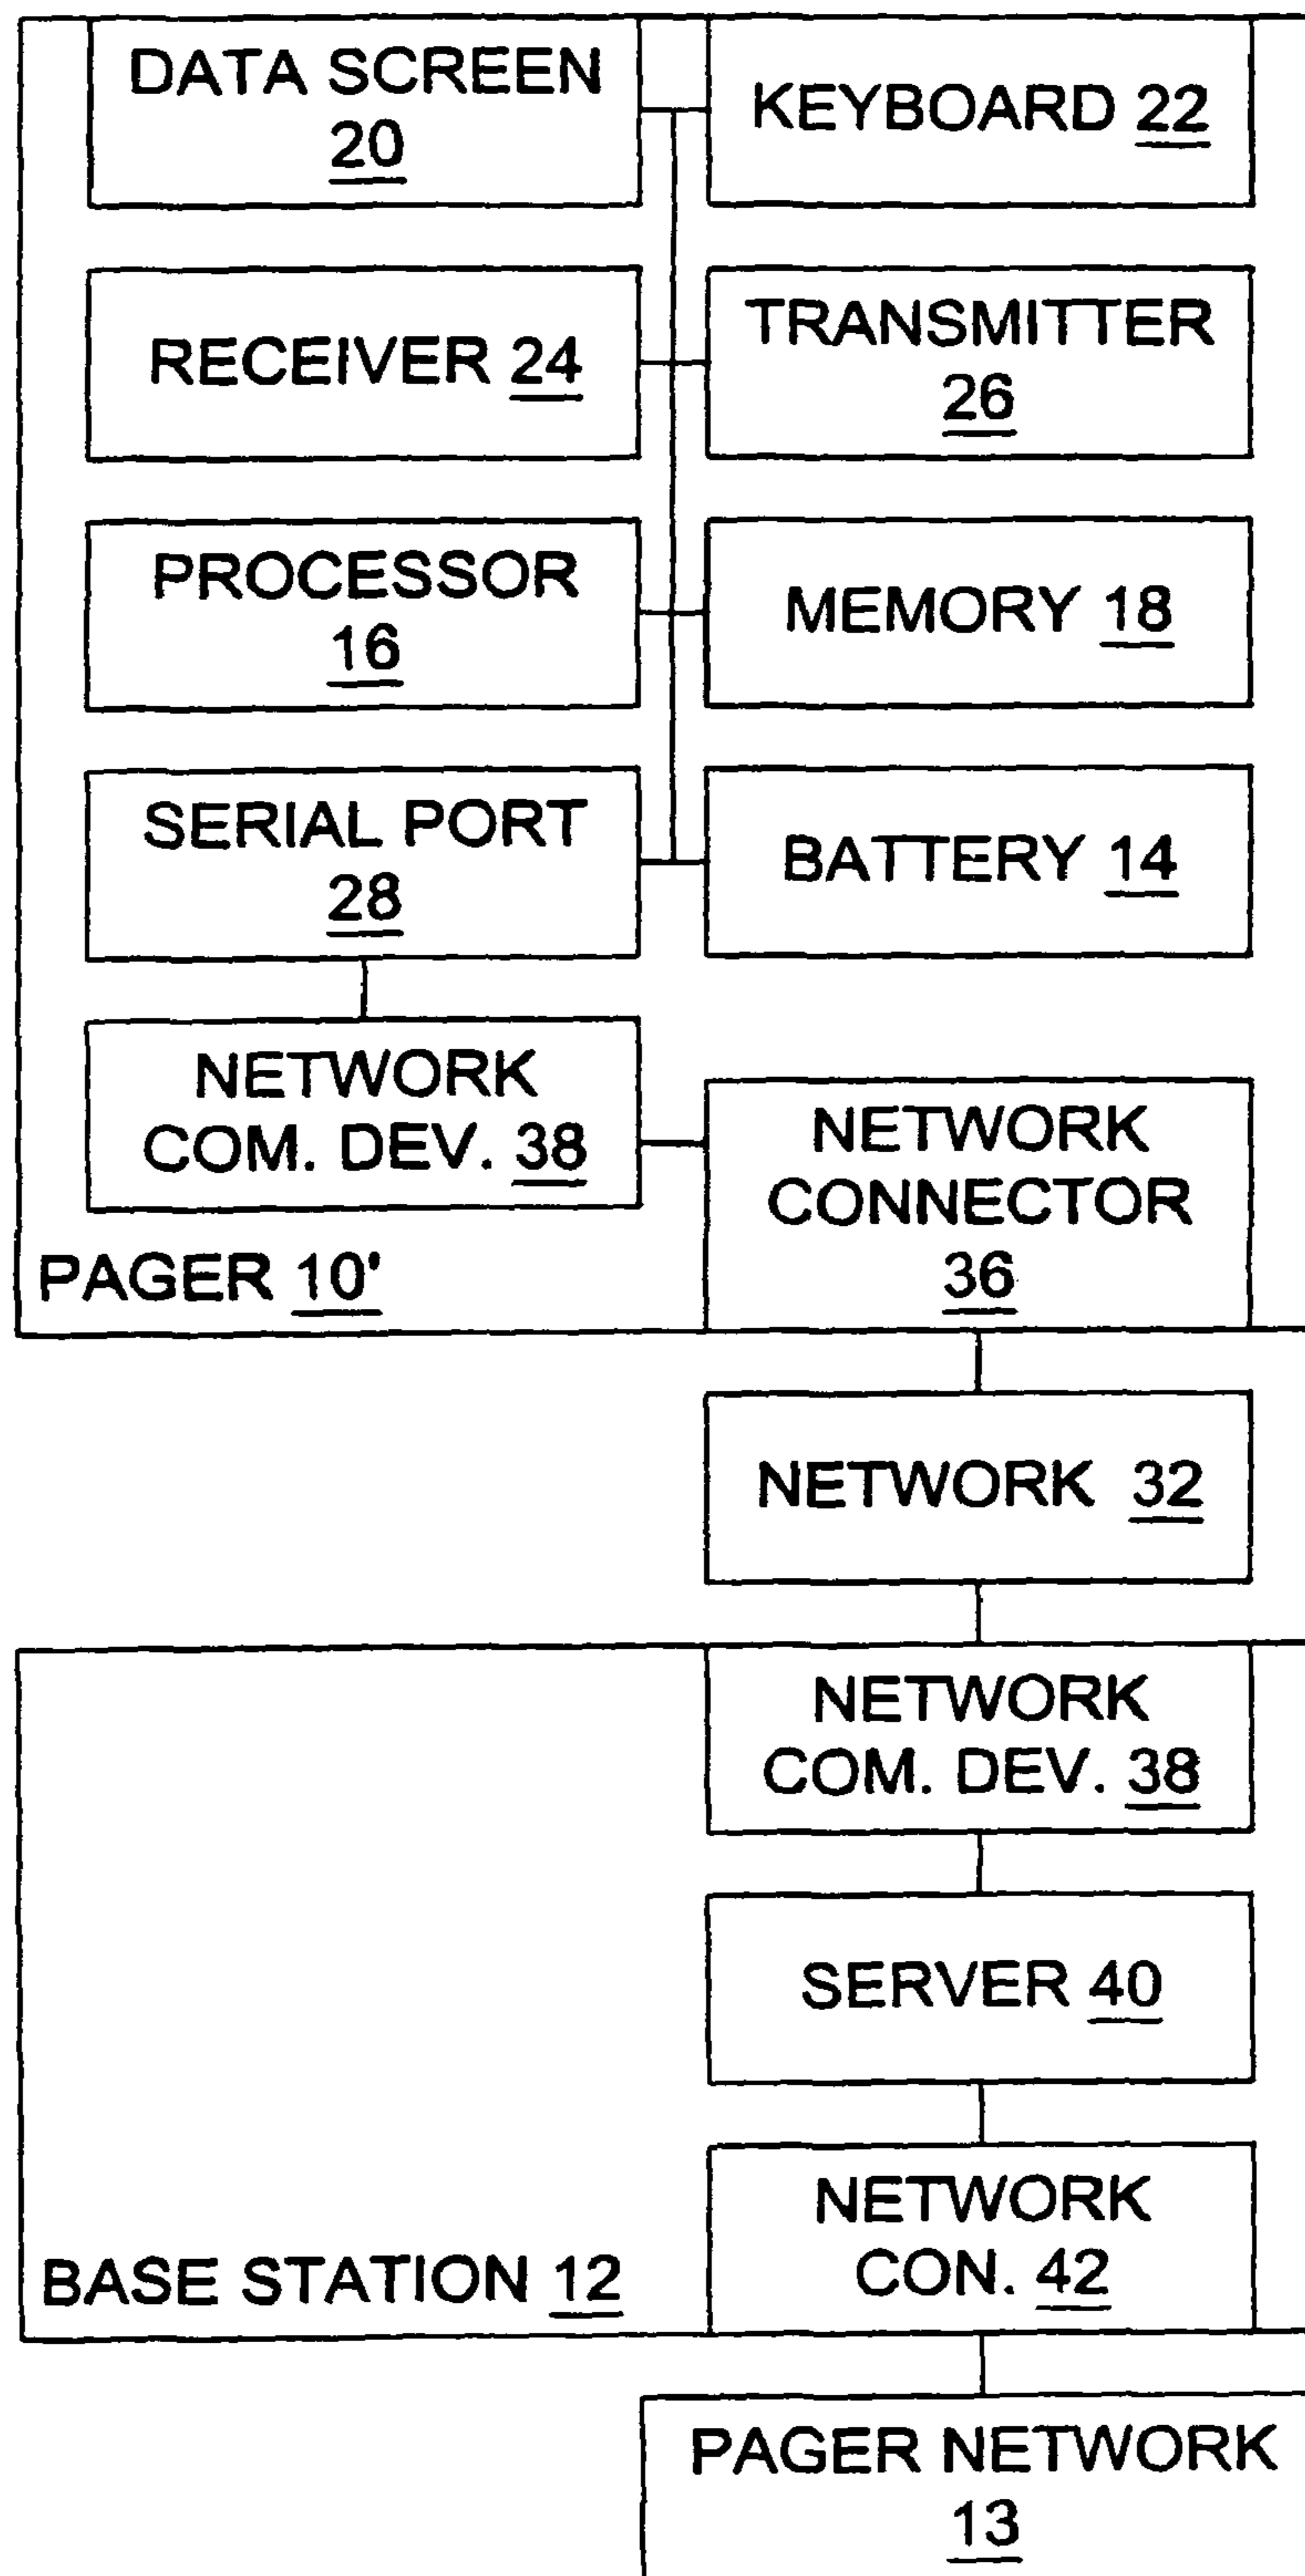 DATA SCREEN
20
KEYBOARD 22
RECEIVER 24
TRANSMITTER
26
PROCESSOR
16
MEMORY 18
SERIAL PORT
28
BATTERY 14
NETWORK
COM. DEV. 38
NETWORK
CONNECTOR
36
PAGER 10'
NETWORK 32
NETWORK
COM. DEV. 38
SERVER 40
NETWORK
CON. 42
BASE STATION 12
PAGER NETWORK
13